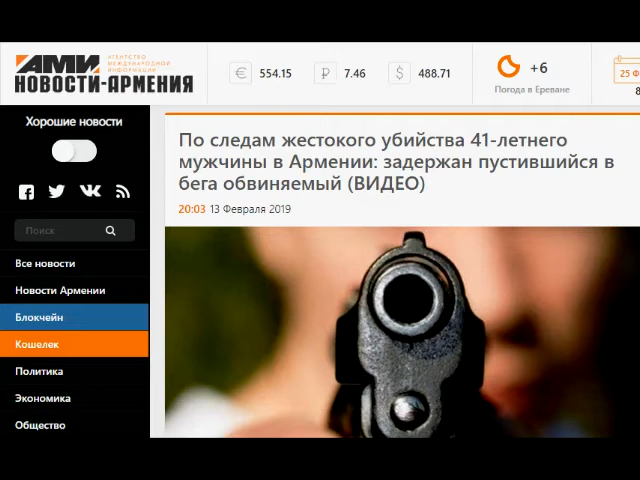 АМИ
АГЕНТСТВО
МЕЖДУНАРОДНОЙ
ИНФОРМАЦИИ
НОВОСТИ-АРМЕНИЯ
€ 554.15
₽ 7.46
$ 488.71
+6
Погода в Ереване
25 Ф
8
Хорошие новости
Поиск
Все новости
Новости Армении
Блокчейн
Кошелек
Политика
Экономика
Общество
По следам жестокого убийства 41-летнего
мужчины в Армении: задержан пустившийся в
бега обвиняемый (ВИДЕО)
20:03 13 Февраля 2019